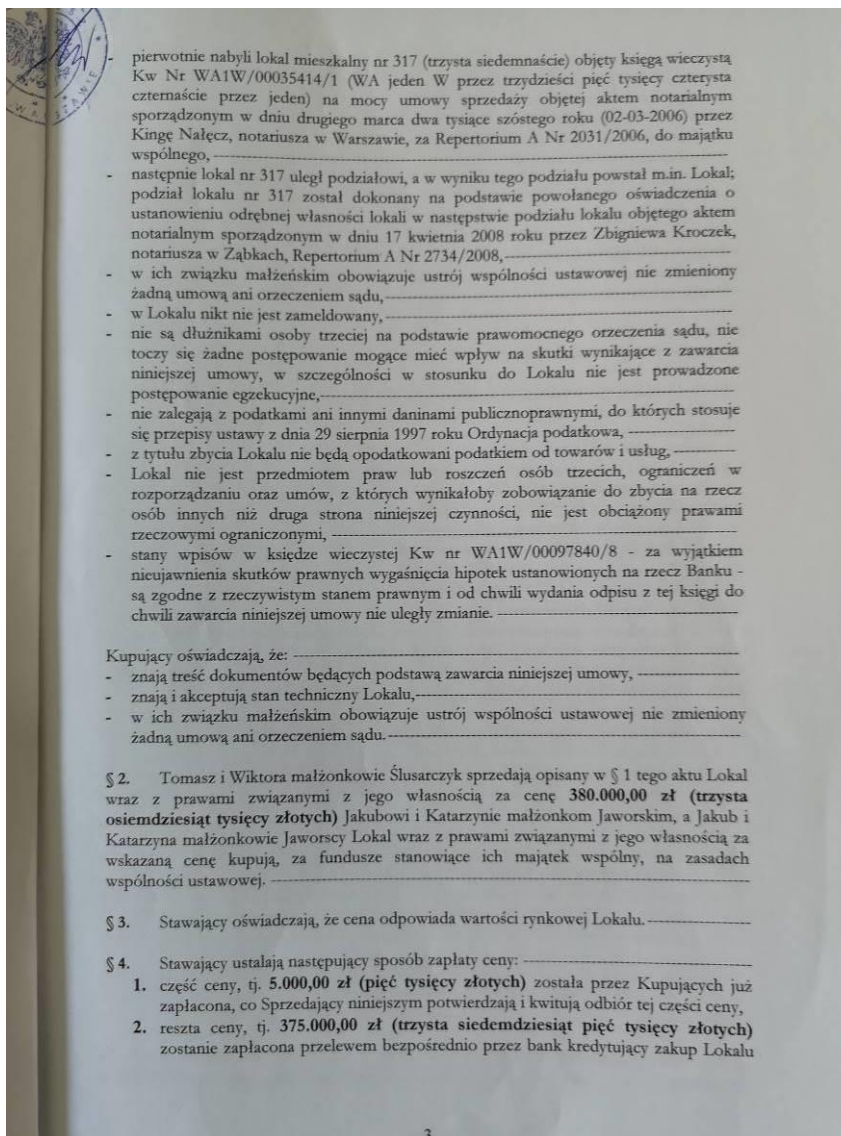 - pierwotnie nabyli lokal mieszkalny nr 317 (trzysta siedemnaście) objęty księgą wieczystą
Kw Nr WA1W/00035414/1 (WA jeden W przez trzydzieści pięć tysięcy czterysta
czternaście przez jeden) na mocy umowy sprzedaży objętej aktem notarialnym
sporządzonym w dniu drugiego marca dwa tysiące szóstego roku (02-03-2006) przez
Kingę Nałęcz, notariusza w Warszawie, za Repertorium A Nr 2031/2006, do majątku
wspólnego,
- następnie lokal nr 317 uległ podziałowi, a w wyniku tego podziału powstał m.in. Lokal;
podział lokalu nr 317 został dokonany na podstawie powołanego oświadczenia o
ustanowieniu odrębnej własności lokali w następstwie podziału lokalu objętego aktem
notarialnym sporządzonym w dniu 17 kwietnia 2008 roku przez Zbigniewa Kroczek,
notariusza w Ząbkach, Repertorium A Nr 2734/2008,
- w ich związku małżeńskim obowiązuje ustrój wspólności ustawowej nie zmieniony
żadną umową ani orzeczeniem sądu,
- w Lokalu nikt nie jest zameldowany,
- nie są dłużnikami osoby trzeciej na podstawie prawomocnego orzeczenia sądu, nie
toczy się żadne postępowanie mogące mieć wpływ na skutki wynikające z zawarcia
niniejszej umowy, w szczególności w stosunku do Lokalu nie jest prowadzone
postępowanie egzekucyjne,
- nie zalegają z podatkami ani innymi daninami publicznoprawnymi, do których stosuje
się przepisy ustawy z dnia 29 sierpnia 1997 roku Ordynacja podatkowa,
- z tytułu zbycia Lokalu nie będą opodatkowani podatkiem od towarów i usług,
- Lokal nie jest przedmiotem praw lub roszczeń osób trzecich, ograniczeń w
rozporządzaniu oraz umów, z których wynikałoby zobowiązanie do zbycia na rzecz
osób innych niż druga strona niniejszej czynności, nie jest obciążony prawami
rzeczowymi ograniczonymi,
- stany wpisów w księdze wieczystej Kw nr WA1W/00097840/8 - za wyjątkiem
nieujawnienia skutków prawnych wygaśnięcia hipotek ustanowionych na rzecz Banku -
są zgodne z rzeczywistym stanem prawnym i od chwili wydania odpisu z tej księgi do
chwili zawarcia niniejszej umowy nie uległy zmianie.
Kupujący oświadczają, że:
- znają treść dokumentów będących podstawą zawarcia niniejszej umowy,
- znają i akceptują stan techniczny Lokalu,
- w ich związku małżeńskim obowiązuje ustrój wspólności ustawowej nie zmieniony
żadną umową ani orzeczeniem sądu.
§ 2. Tomasz i Wiktora małżonkowie Ślusarczyk sprzedają opisany w § 1 tego aktu Lokal
wraz z prawami związanymi z jego własnością za cenę 380.000,00 zł (trzysta
osiemdziesiąt tysięcy złotych) Jakubowi i Katarzynie małżonkom Jaworskim, a Jakub i
Katarzyna małżonkowie Jaworscy Lokal wraz z prawami związanymi z jego własnością za
wskazaną cenę kupują, za fundusze stanowiące ich majątek wspólny, na zasadach
wspólności ustawowej.
§ 3. Stawający oświadczają, że cena odpowiada wartości rynkowej Lokalu.
§ 4. Stawający ustalają następujący sposób zapłaty ceny:
1. część ceny, tj. 5.000,00 zł (pięć tysięcy złotych) została przez Kupujących już
zapłacona, co Sprzedający niniejszym potwierdzają i kwitują odbiór tej części ceny,
2. reszta ceny, tj. 375.000,00 zł (trzysta siedemdziesiąt pięć tysięcy złotych)
zostanie zapłacona przelewem bezpośrednio przez bank kredytujący zakup Lokalu
3